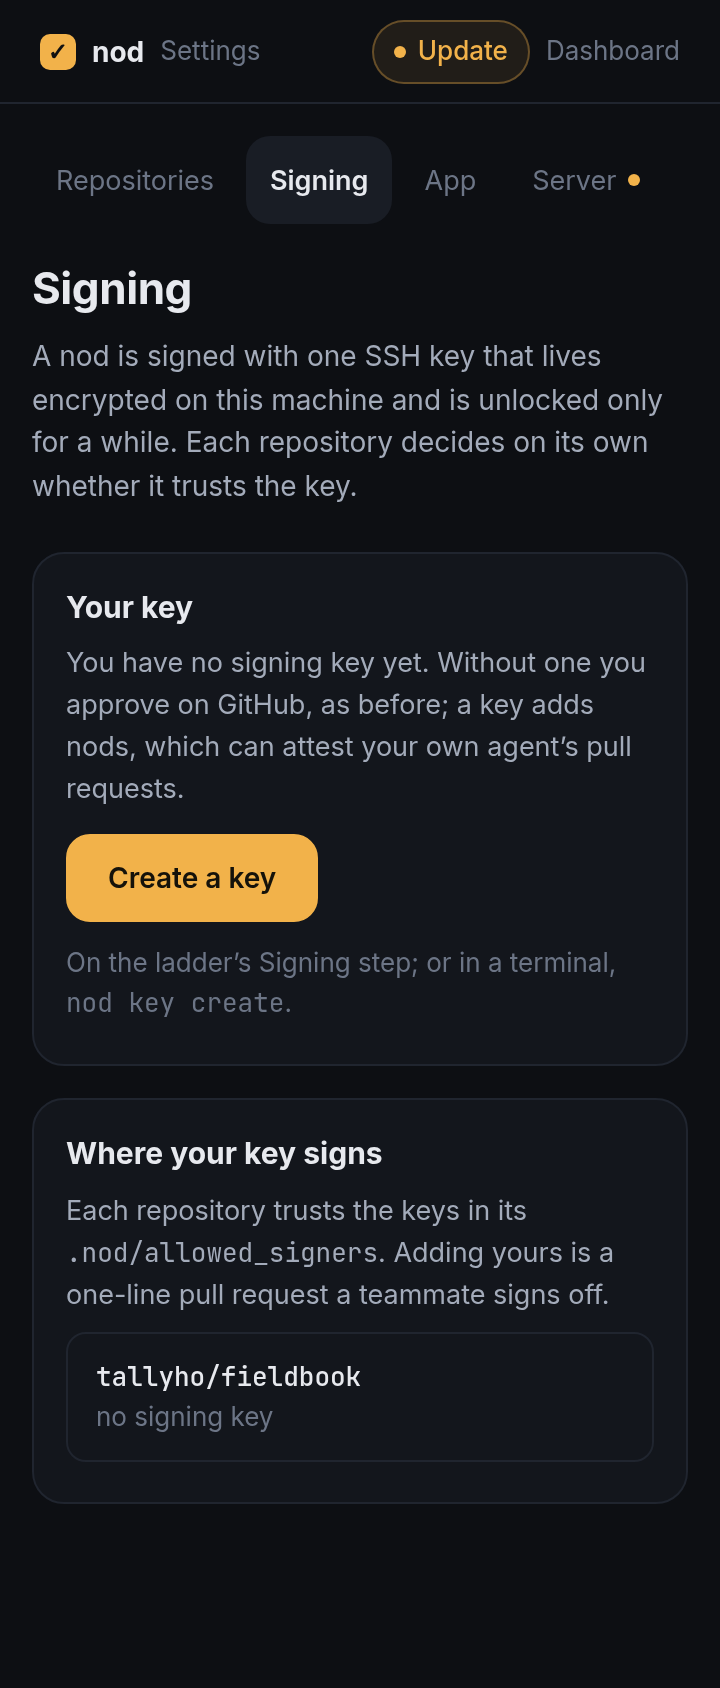 ✓ nod Settings Update Dashboard
Repositories Signing App Server
Signing
A nod is signed with one SSH key that lives
encrypted on this machine and is unlocked only
for a while. Each repository decides on its own
whether it trusts the key.
Your key
You have no signing key yet. Without one you
approve on GitHub, as before; a key adds
nods, which can attest your own agent’s pull
requests.
Create a key
On the ladder’s Signing step; or in a terminal,
nod key create.
Where your key signs
Each repository trusts the keys in its
.nod/allowed_signers. Adding yours is a
one-line pull request a teammate signs off.
tallyho/fieldbook
no signing key